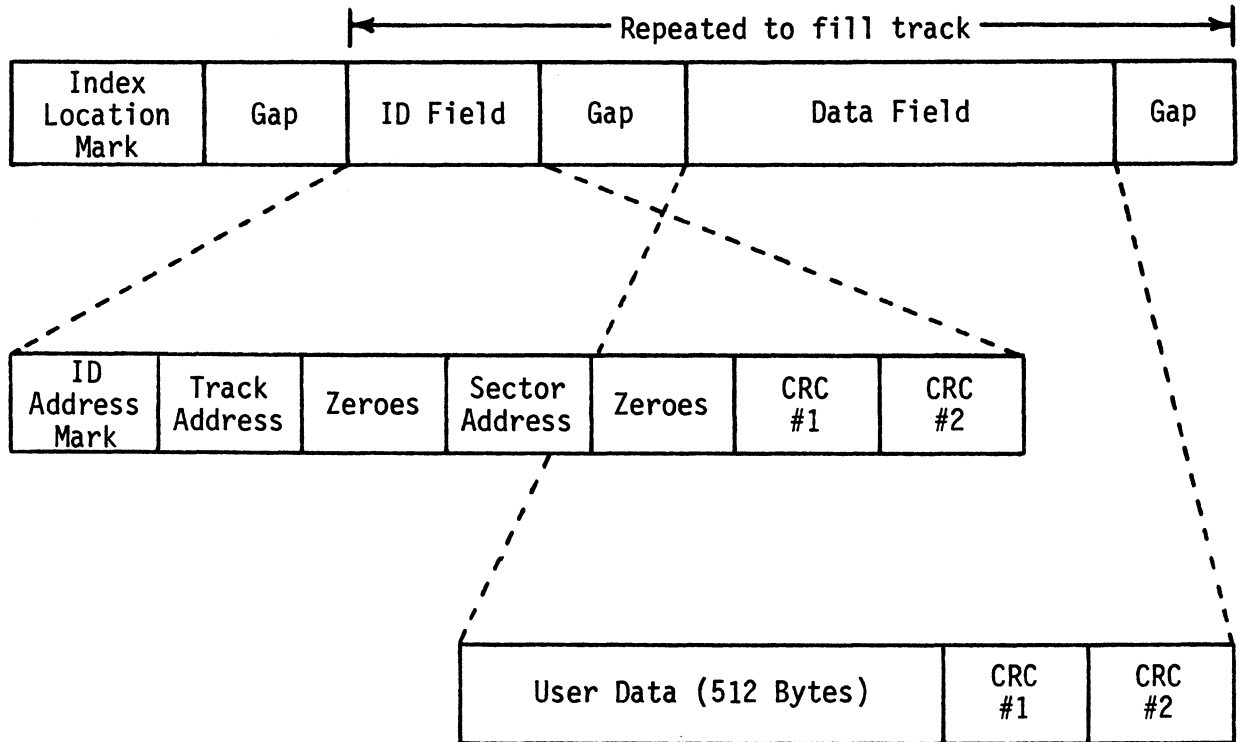 Repeated to fill track
Index
Location
Mark
Gap
ID Field
Gap
Data Field
Gap
ID
Address
Mark
Track
Address
Zeroes
Sector
Address
Zeroes
CRC
#1
CRC
#2
User Data (512 Bytes)
CRC
#1
CRC
#2